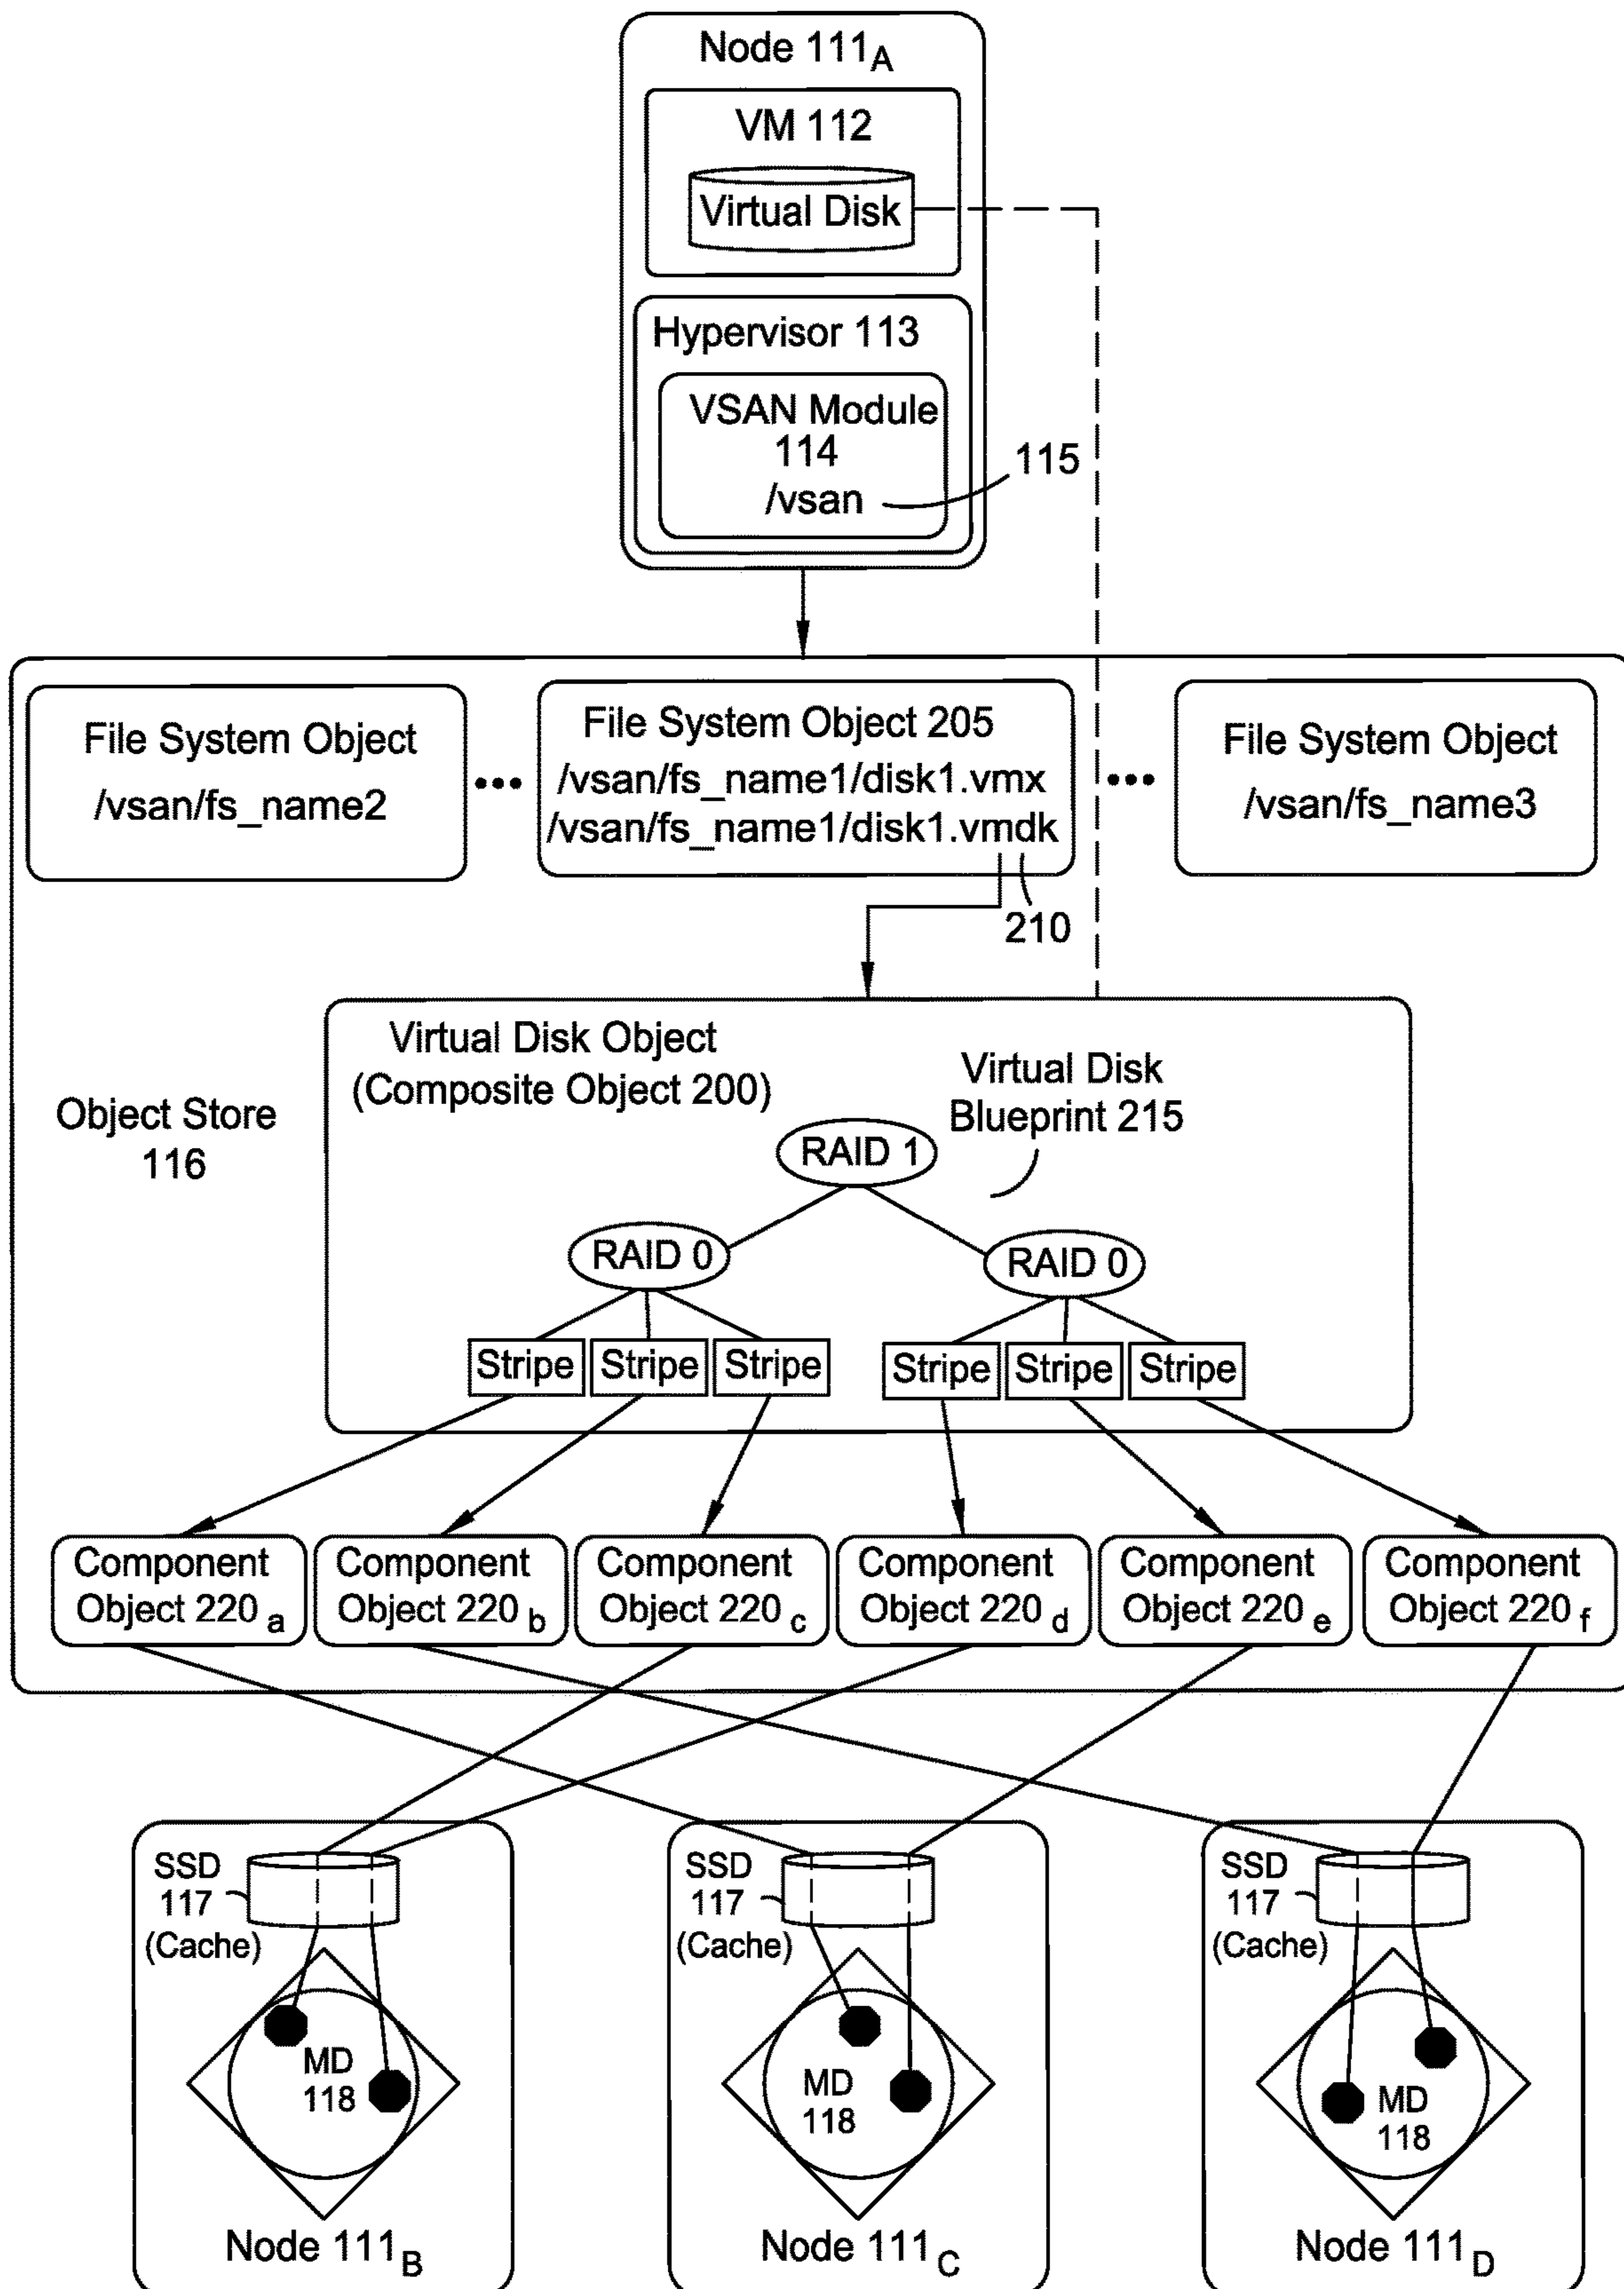 Node 111A
VM 112
Virtual Disk
Hypervisor 113
VSAN Module
114
/vsan
115
File System Object
/vsan/fs_name2
•••
File System Object 205
/vsan/fs_name1/disk1.vmx
/vsan/fs_name1/disk1.vmdk
•••
File System Object
/vsan/fs_name3
210
Virtual Disk Object
(Composite Object 200)
Virtual Disk
Blueprint 215
Object Store
116
RAID 1
RAID 0
RAID 0
Stripe
Stripe
Stripe
Stripe
Stripe
Stripe
Component
Object 220 a
Component
Object 220 b
Component
Object 220 c
Component
Object 220 d
Component
Object 220 e
Component
Object 220 f
SSD
117
(Cache)
MD
118
Node 111B
SSD
117
(Cache)
MD
118
Node 111C
SSD
117
(Cache)
MD
118
Node 111D